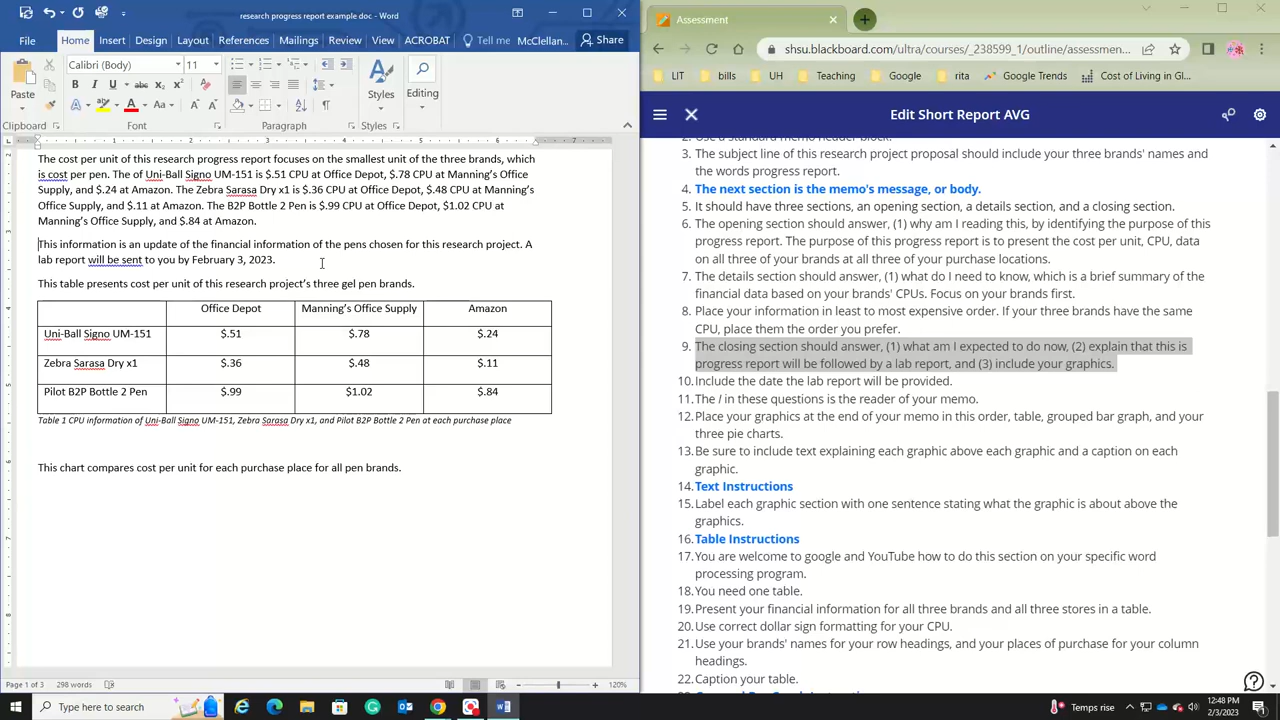 research progress report example doc - Word
File
Home
Insert
Design
Layout
References
Mailings
Review
View
ACROBAT
McClellan...
Share
Paste
Calibri (Body)
11
Styles
Editing
Clipboard
Font
Paragraph
Styles
The cost per unit of this research progress report focuses on the smallest unit of the three brands, which
is cost per pen. The of Uni-Ball Signo UM-151 is $.51 CPU at Office Depot, $.78 CPU at Manning's Office
Supply, and $.24 at Amazon. The Zebra Sarasa Dry x1 is $.36 CPU at Office Depot, $.48 CPU at Manning's
Office Supply, and $.11 at Amazon. The B2P Bottle 2 Pen is $.99 CPU at Office Depot, $1.02 CPU at
Manning's Office Supply, and $.84 at Amazon.
This information is an update of the financial information of the pens chosen for this research project. A
lab report will be sent to you by February 3, 2023.
This table presents cost per unit of this research project's three gel pen brands.
Office Depot Manning's Office Supply Amazon
Uni-Ball Signo UM-151 $.51 $.78 $.24
Zebra Sarasa Dry x1 $.36 $.48 $.11
Pilot B2P Bottle 2 Pen $.99 $1.02 $.84
Table 1 CPU information of Uni-Ball Signo UM-151, Zebra Sarasa Dry x1, and Pilot B2P Bottle 2 Pen at each purchase place
This chart compares cost per unit for each purchase place for all pen brands.
Page 1 of 3
298 words
120%
Assessment
shsu.blackboard.com/ultra/courses/_238599_1/outline/assessmen...
LIT
bills
UH
Teaching
Google
rita
Google Trends
Cost of Living in Gl...
Edit Short Report AVG
3. The subject line of this research project proposal should include your three brands' names and
the words progress report.
4. The next section is the memo's message, or body.
5. It should have three sections, an opening section, a details section, and a closing section.
6. The opening section should answer, (1) why am I reading this, by identifying the purpose of this
progress report. The purpose of this progress report is to present the cost per unit, CPU, data
on all three of your brands at all three of your purchase locations.
7. The details section should answer, (1) what do I need to know, which is a brief summary of the
financial data based on your brands' CPUs. Focus on your brands first.
8. Place your information in least to most expensive order. If your three brands have the same
CPU, place them the order you prefer.
9. The closing section should answer, (1) what am I expected to do now, (2) explain that this is
progress report will be followed by a lab report, and (3) include your graphics.
10. Include the date the lab report will be provided.
11. The I in these questions is the reader of your memo.
12. Place your graphics at the end of your memo in this order, table, grouped bar graph, and your
three pie charts.
13. Be sure to include text explaining each graphic above each graphic and a caption on each
graphic.
14. Text Instructions
15. Label each graphic section with one sentence stating what the graphic is about above the
graphics.
16. Table Instructions
17. You are welcome to google and YouTube how to do this section on your specific word
processing program.
18. You need one table.
19. Present your financial information for all three brands and all three stores in a table.
20. Use correct dollar sign formatting for your CPU.
21. Use your brands' names for your row headings, and your places of purchase for your column
headings.
22. Caption your table.
Type here to search
Temps rise
12:48 PM
2/3/2023